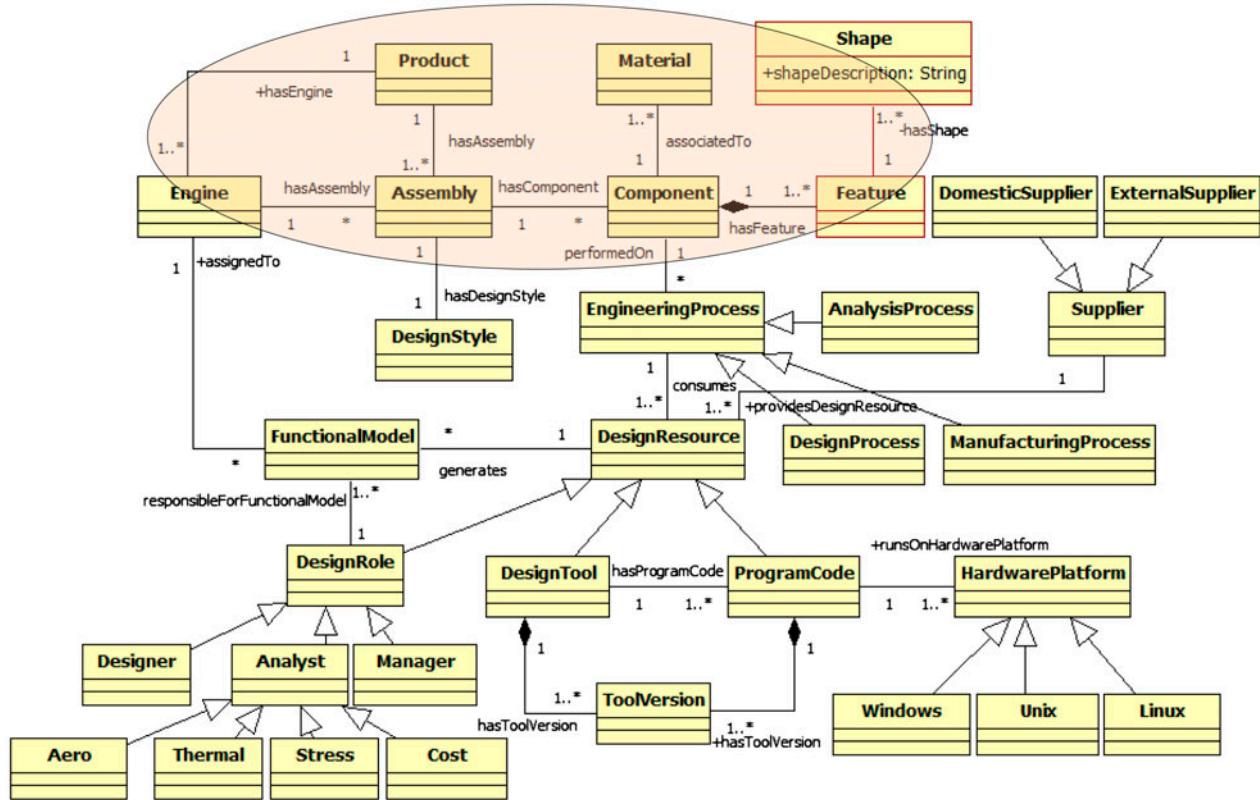 Shape
1
Product
Material
+shapeDescription: String
+hasEngine
1
1..*
1..*
-hasShape
hasAssembly
associatedTo
1..*
1..*
1
1
Engine
hasAssembly
Assembly
hasComponent
Component
1
1..*
Feature
DomesticSupplier
ExternalSupplier
1
*
1
*
hasFeature
performedOn
1
1
+assignedTo
1
*
hasDesignStyle
EngineeringProcess
AnalysisProcess
Supplier
1
DesignStyle
1
consumes
1
1..*
1..*
+providesDesignResource
FunctionalModel
*
1
DesignResource
DesignProcess
ManufacturingProcess
*
generates
responsibleForFunctionalModel
1..*
1
+runsOnHardwarePlatform
DesignRole
DesignTool
hasProgramCode
ProgramCode
HardwarePlatform
1
1..*
1
1..*
Designer
Analyst
Manager
1
1
1..*
ToolVersion
Windows
Unix
Linux
hasToolVersion
1..*
+hasToolVersion
Aero
Thermal
Stress
Cost